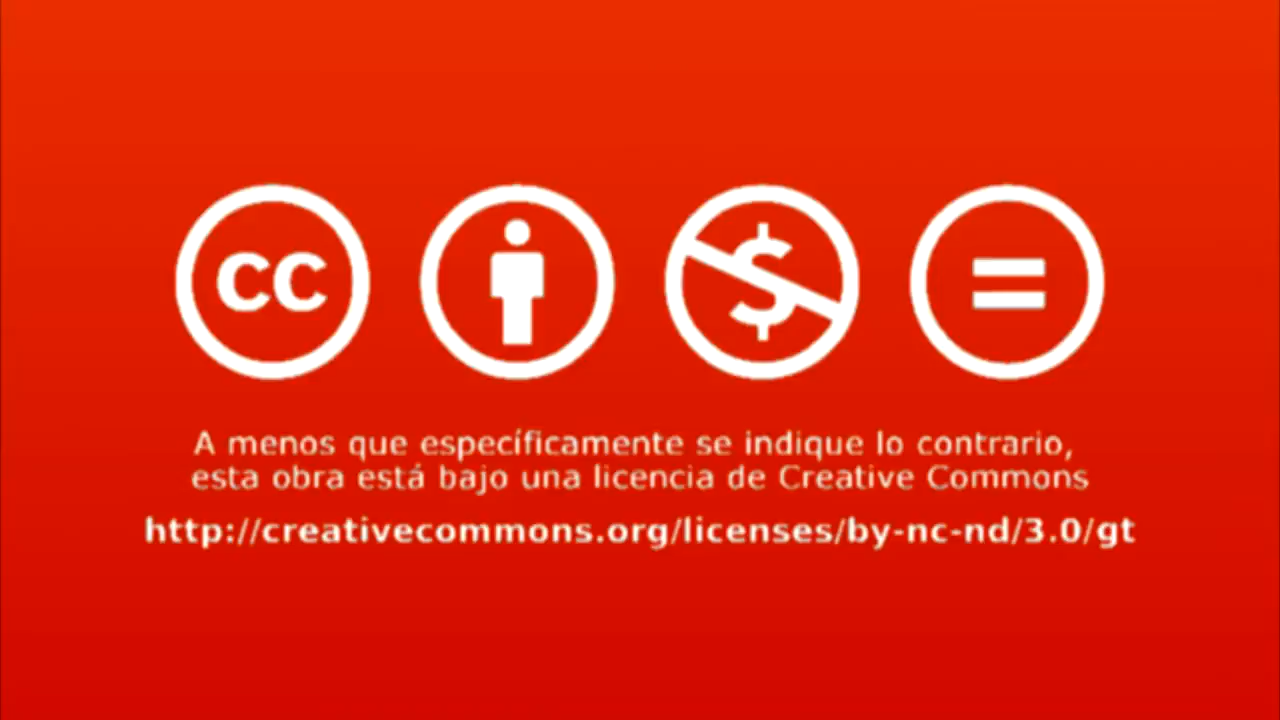 cc
$
=
A menos que específicamente se indique lo contrario,
esta obra está bajo una licencia de Creative Commons
http://creativecommons.org/licenses/by-nc-nd/3.0/gt